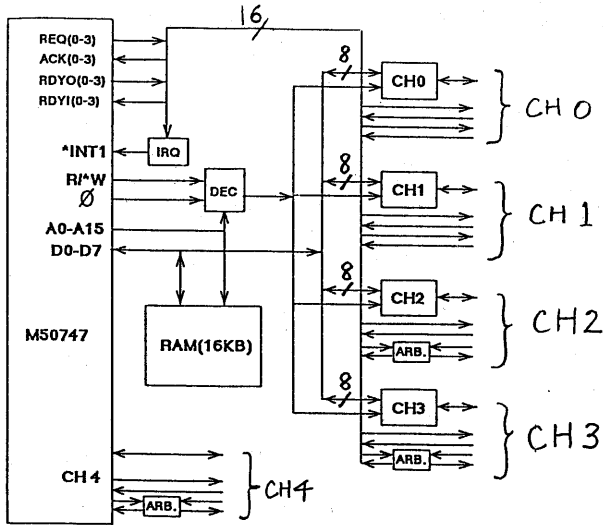 16
REQ(0-3)
ACK(0-3)
RDYO(0-3)
RDYI(0-3)
*INT1
IRQ
R/*W
Ø
DEC
A0-A15
D0-D7
M50747
RAM(16KB)
8
CH0
CH 0
8
CH1
CH 1
8
CH2
ARB.
CH2
8
CH3
ARB.
CH3
CH 4
ARB.
CH4